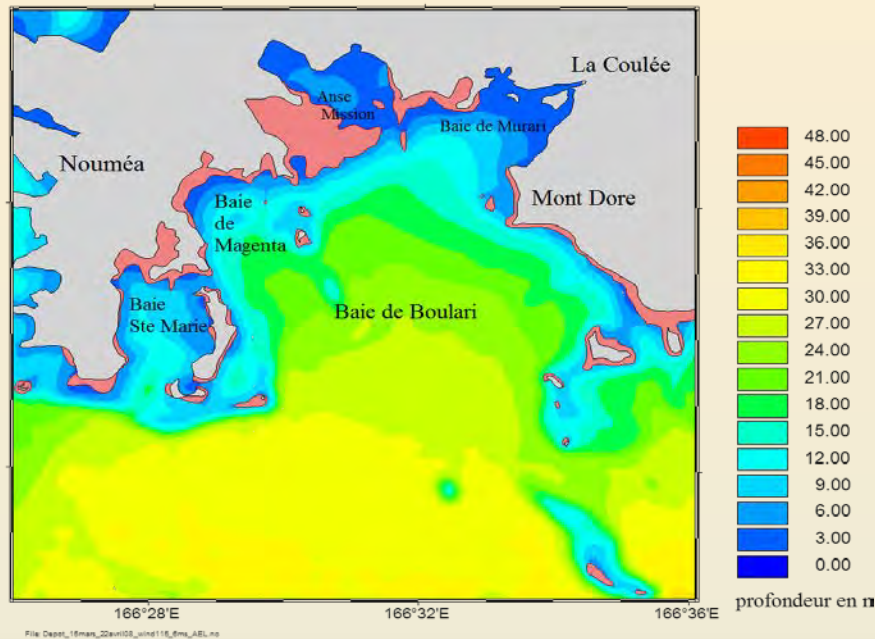 La Coulée
Anse
Mission
Baie de Murari
Nouméa
Mont Dore
Baie
de
Magenta
Baie
Ste Marie
Baie de Boulari
48.00
45.00
42.00
39.00
36.00
33.00
30.00
27.00
24.00
21.00
18.00
15.00
12.00
9.00
6.00
3.00
0.00
profondeur en m
166°28'E
166°32'E
166°36'E